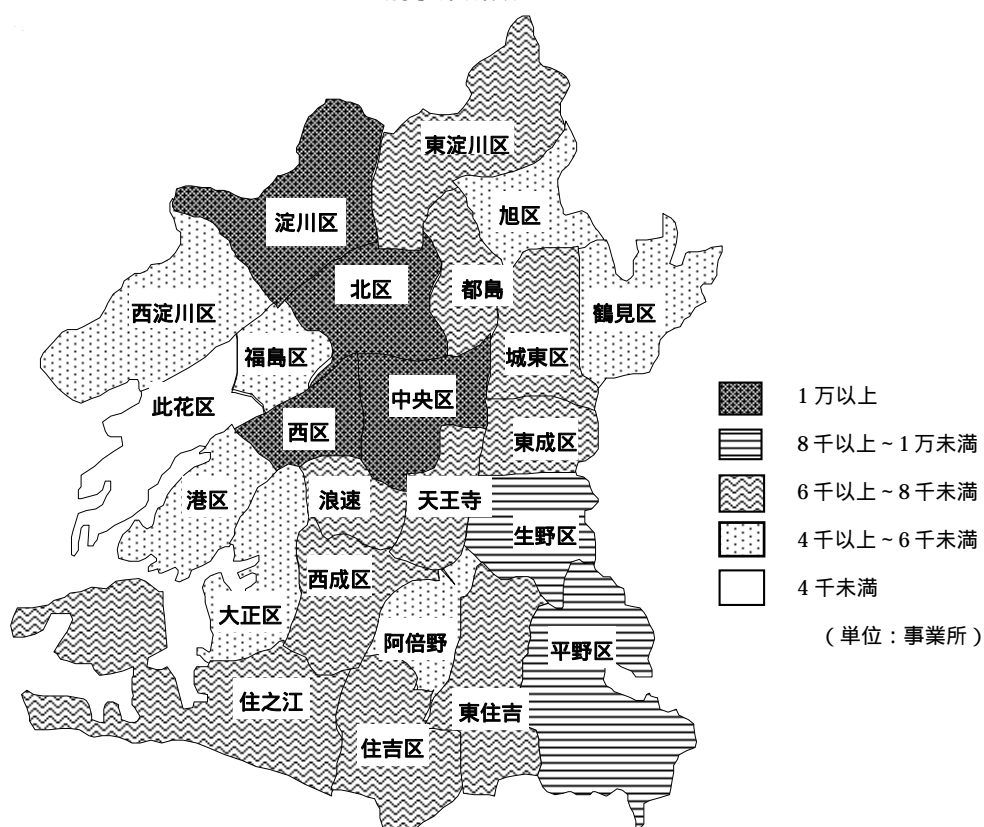 東淀川区
淀川区
旭区
北区
都島
西淀川区
鶴見区
福島区
城東区
中央区
此花区
西区
東成区
港区
浪速
天王寺
生野区
西成区
大正区
阿倍野
平野区
住之江
東住吉
住吉区
1万以上
8千以上~1万未満
6千以上~8千未満
4千以上~6千未満
4千未満
(単位:事業所)